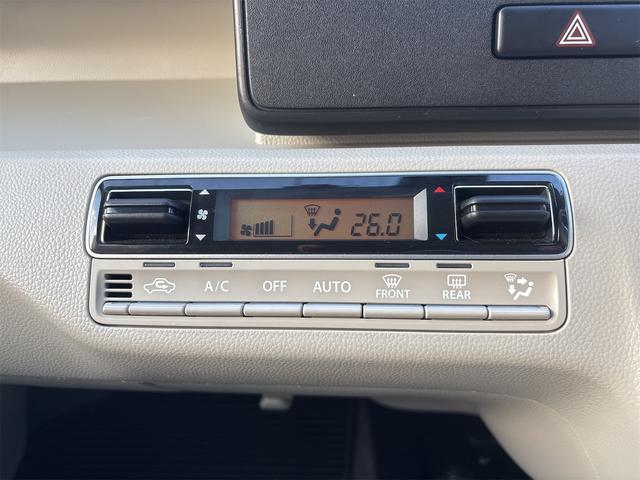 26.0
A/C OFF AUTO FRONT REAR